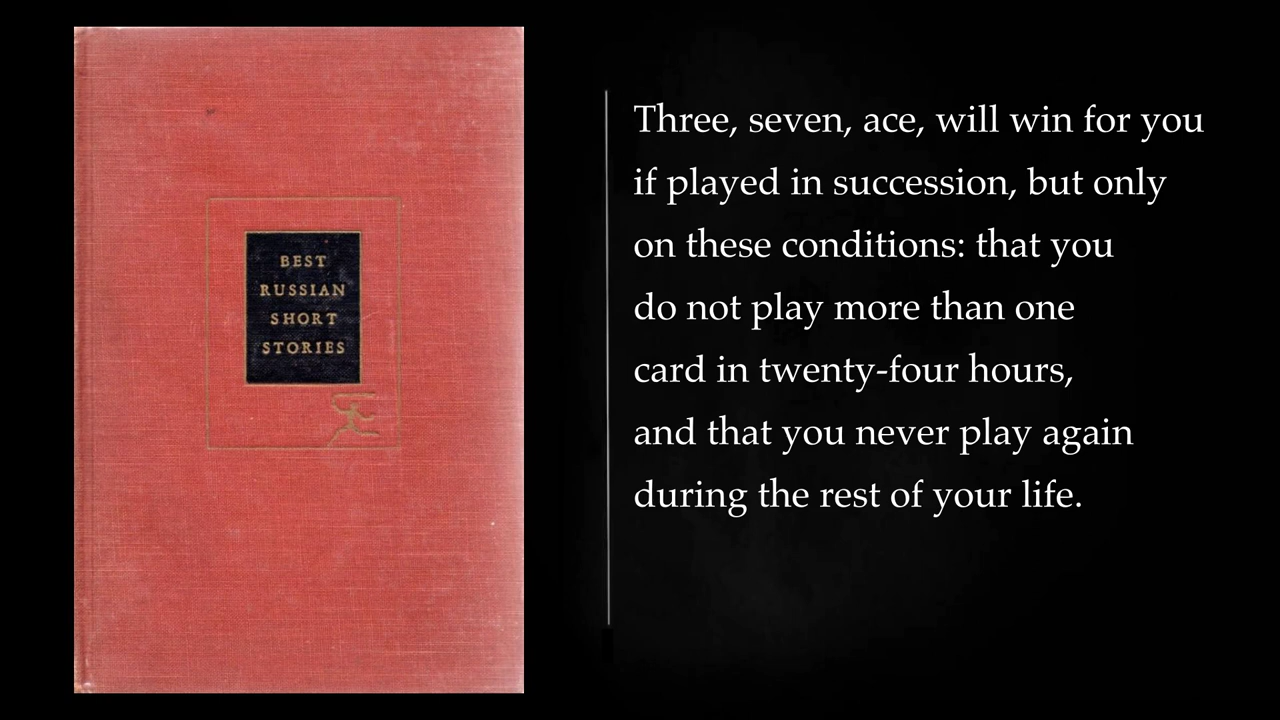 BEST
RUSSIAN
SHORT
STORIES
Three, seven, ace, will win for you
if played in succession, but only
on these conditions: that you
do not play more than one
card in twenty-four hours,
and that you never play again
during the rest of your life.